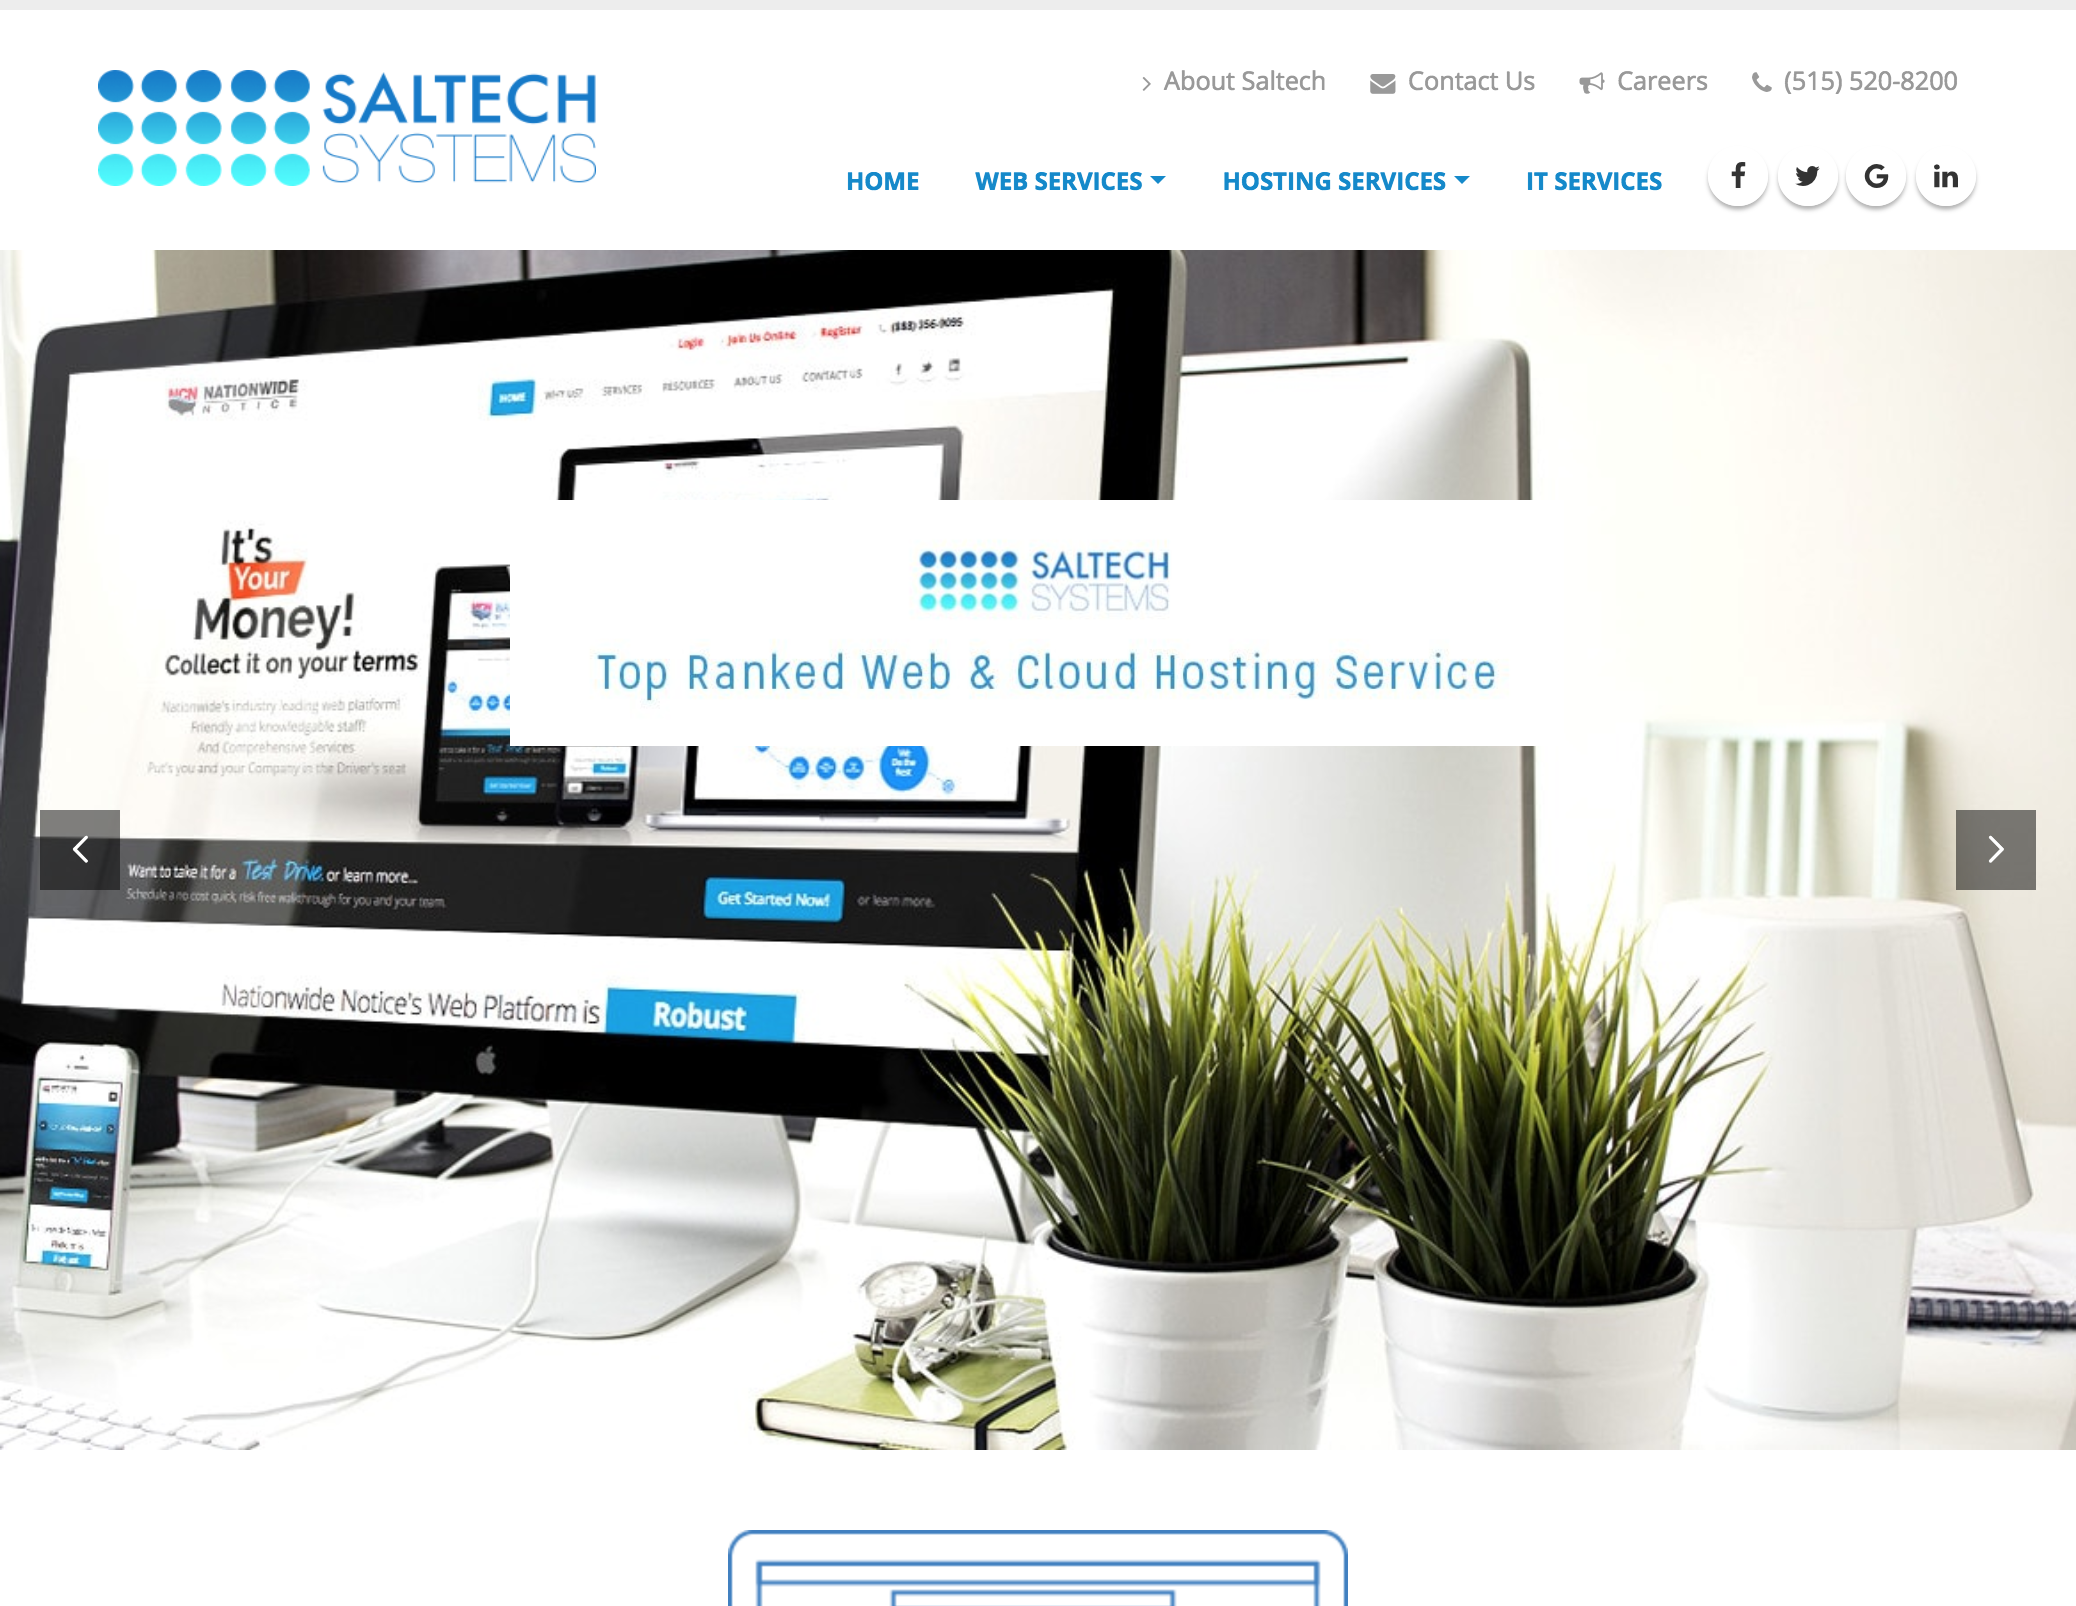 SALTECH
SYSTEMS
About Saltech
Contact Us
Careers
(515) 520-8200
HOME
WEB SERVICES
HOSTING SERVICES
IT SERVICES
Login
Join Us Online
Register
(888) 356-9095
NCN NATIONWIDE
NOTICE
HOME
WHY US?
SERVICES
RESOURCES
ABOUT US
CONTACT US
It's
Your
Money!
Collect it on your terms
Nationwide's industry leading web platform!
Friendly and knowledgable staff!
And Comprehensive Services
Put's you and your Company in the Driver's seat
SALTECH
SYSTEMS
Top Ranked Web & Cloud Hosting Service
We
Do the
Rest
Want to take it for a Test Drive, or learn more...
Schedule a no cost quick, risk free walkthrough for you and your team.
Get Started Now!
or learn more.
Nationwide Notice's Web Platform is Robust